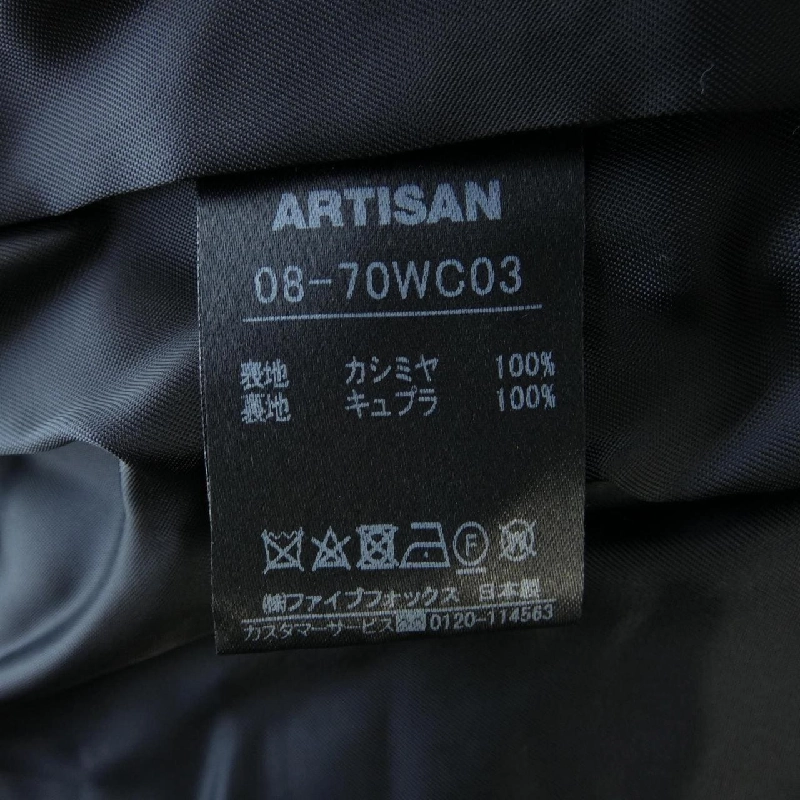 ARTISAN
08-70WC03
表地 カシミヤ 100%
裏地 キュプラ 100%
F W
㈱ファイブフォックス 日本製
カスタマーサービス 0120-114563